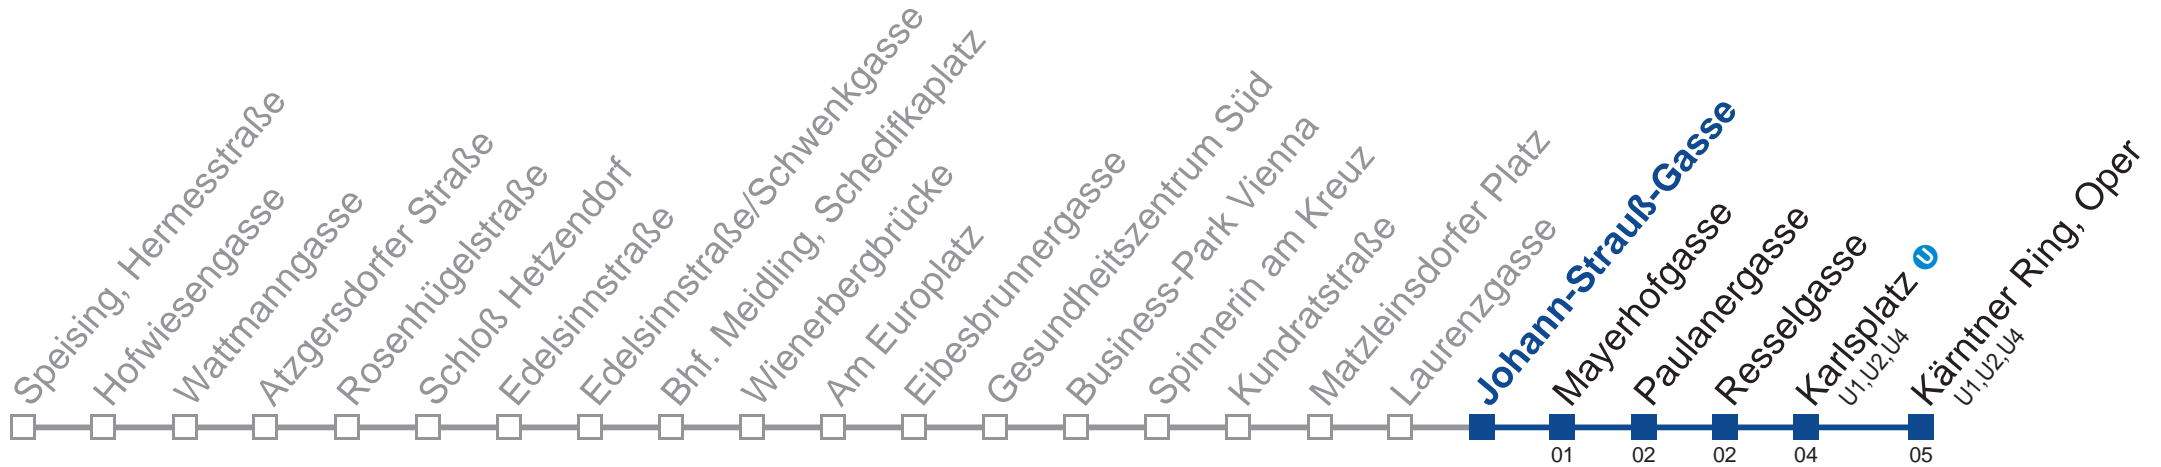 Speising, Hermesstraße
Hofwiesengasse
Wattmanngasse
Atzgersdorfer Straße
Rosenhügelstraße
Schloß Hetzendorf
Edelsinnstraße
Edelsinnstraße/Schwenkgasse
Bhf. Meidling, Schedifkaplatz
Wienerbergbrücke
Am Europlatz
Eibesbrunnergasse
Gesundheitszentrum Süd
Business-Park Vienna
Spinnerin am Kreuz
Kundratstraße
Matzleinsdorfer Platz
Laurenzgasse
Johann-Strauß-Gasse
Mayerhofgasse
Paulanergasse
Resselgasse
Karlsplatz U
U1,U2,U4
Kärntner Ring, Oper
U1,U2,U4
01
02
02
04
05